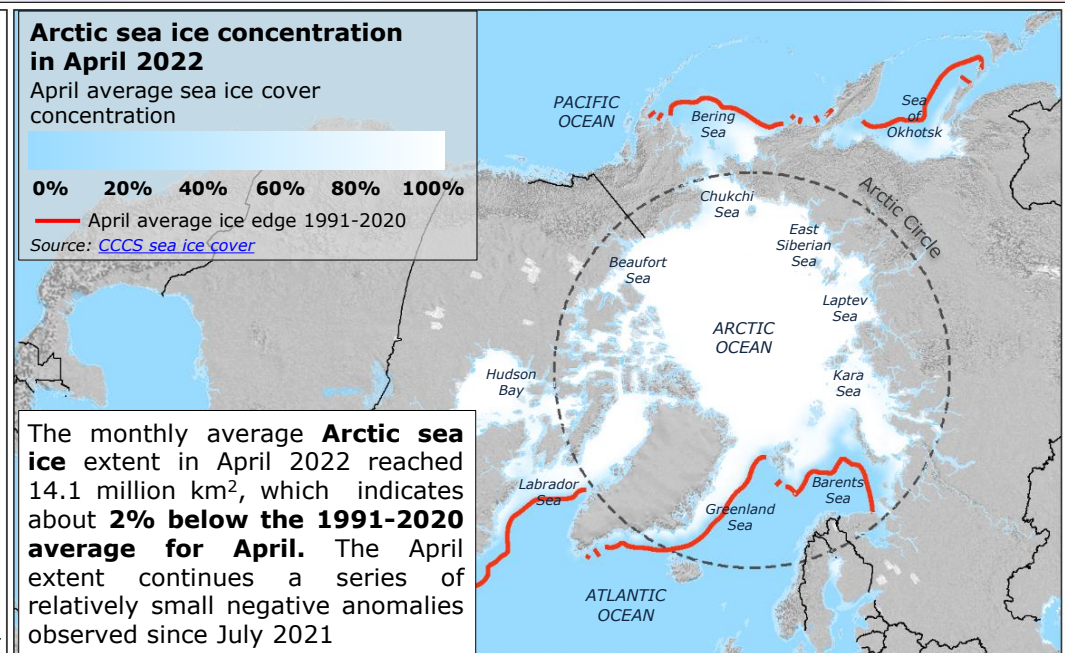 Arctic sea ice concentration
in April 2022
April average sea ice cover
concentration
0% 20% 40% 60% 80% 100%
April average ice edge 1991-2020
Source: CCCS sea ice cover
PACIFIC
OCEAN
Bering
Sea
Sea
of
Okhotsk
Arctic Circle
Chukchi
Sea
East
Siberian
Sea
Beaufort
Sea
Laptev
Sea
ARCTIC
OCEAN
Hudson
Bay
Kara
Sea
Labrador
Sea
Greenland
Sea
Barents
Sea
ATLANTIC
OCEAN
The monthly average Arctic sea
ice extent in April 2022 reached
14.1 million km², which indicates
about 2% below the 1991-2020
average for April. The April
extent continues a series of
relatively small negative anomalies
observed since July 2021